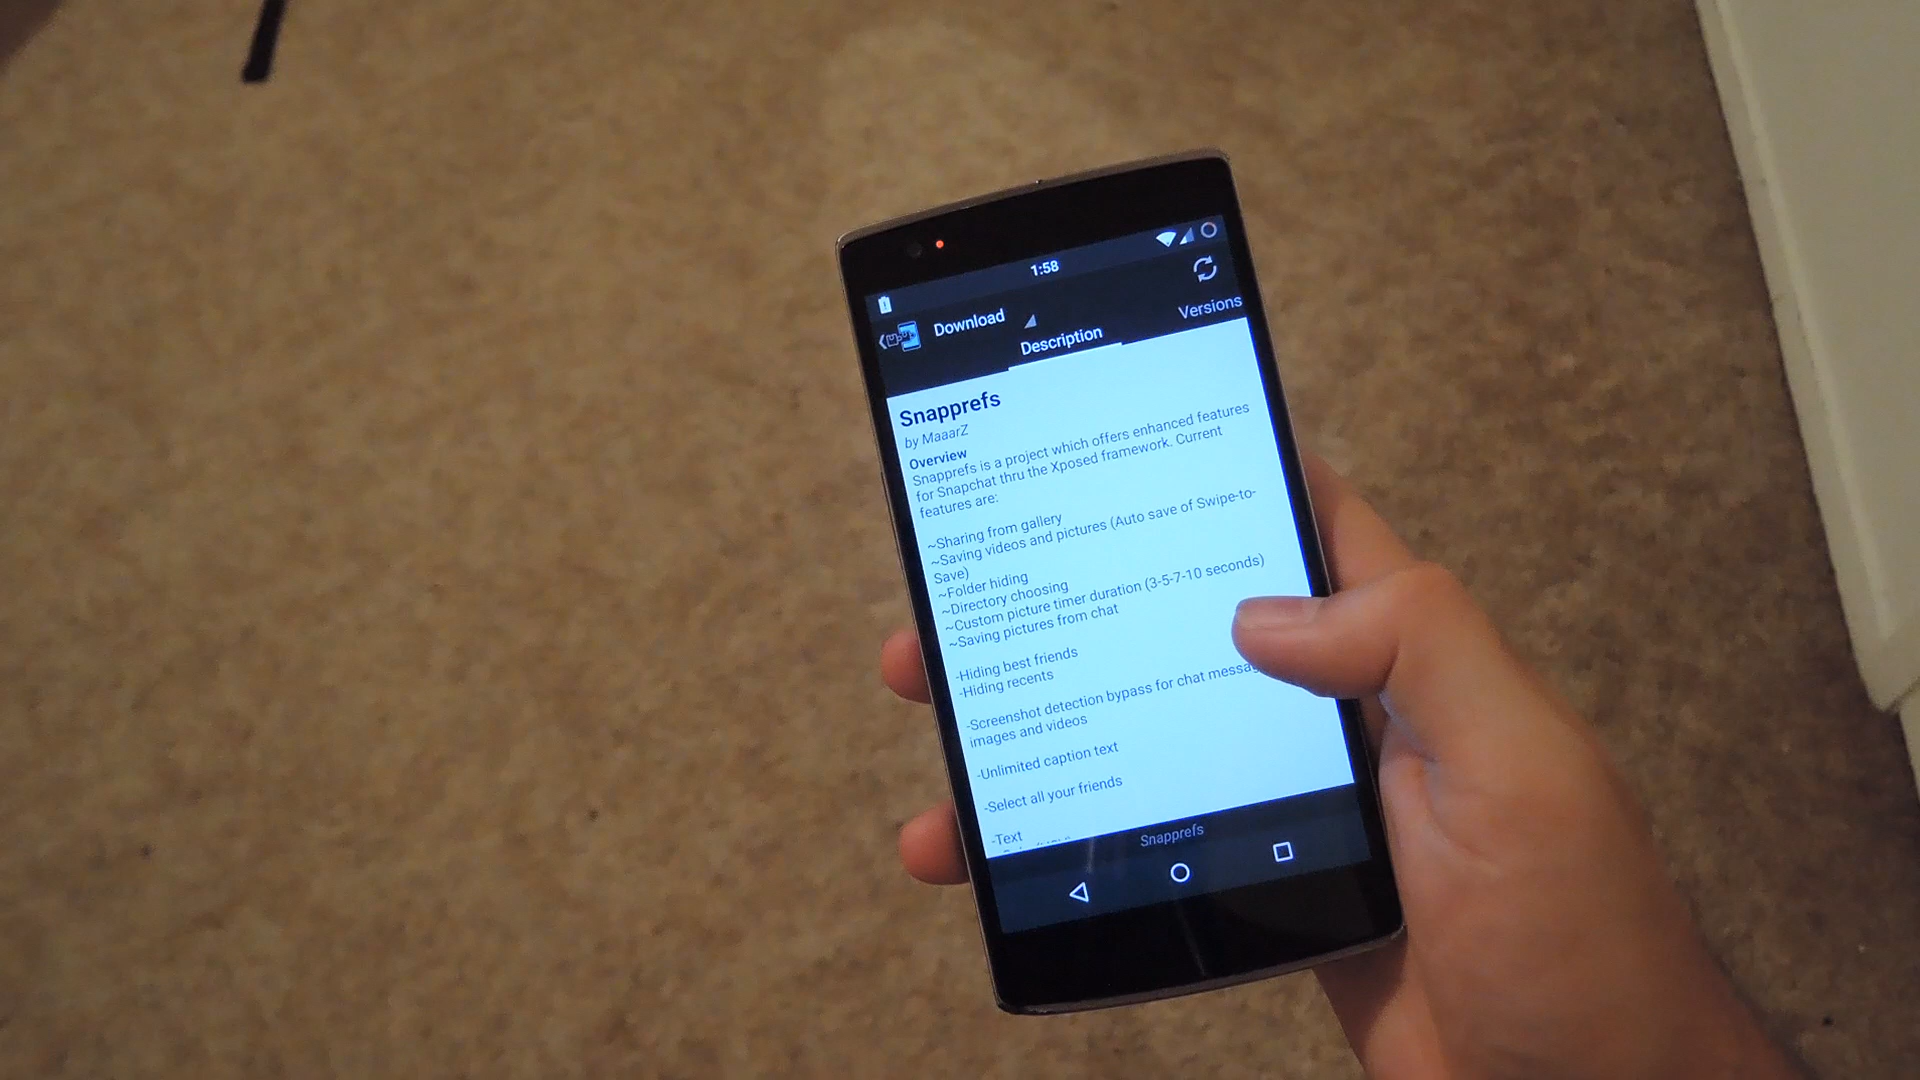 1:58
Download
Description
Versions
Snapprefs
by MaaarZ
Overview
Snapprefs is a project which offers enhanced features
for Snapchat thru the Xposed framework. Current
features are:
~Sharing from gallery
~Saving videos and pictures (Auto save of Swipe-to-
Save)
~Folder hiding
~Directory choosing
~Custom picture timer duration (3-5-7-10 seconds)
~Saving pictures from chat
-Hiding best friends
-Hiding recents
-Screenshot detection bypass for chat
images and videos
-Unlimited caption text
-Select all your friends
-Text
Snapprefs